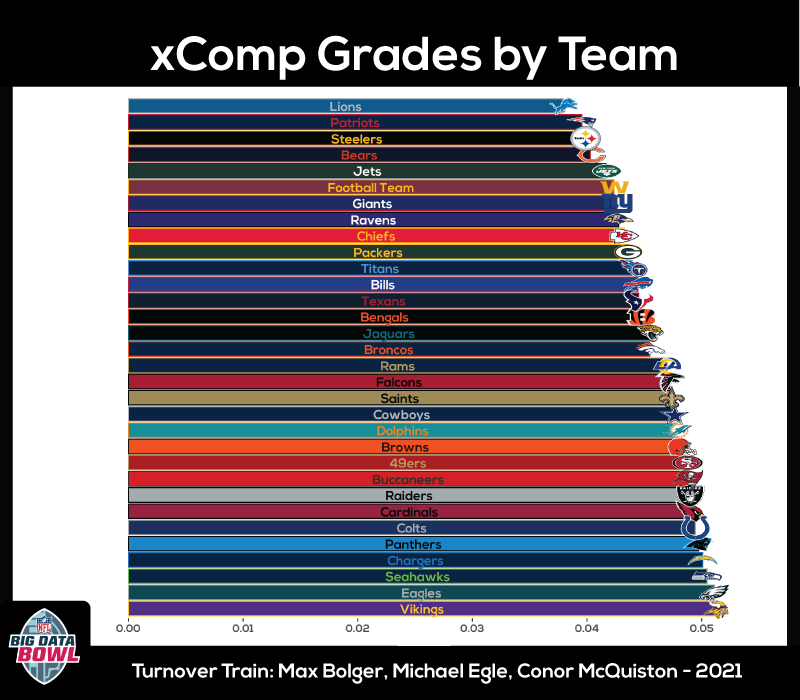 xComp Grades by Team
Lions
Patriots
Steelers
Bears
Jets
Football Team
Giants
Ravens
Chiefs
Packers
Titans
Bills
Texans
Bengals
Jaguars
Broncos
Rams
Falcons
Saints
Cowboys
Dolphins
Browns
49ers
Buccaneers
Raiders
Cardinals
Colts
Panthers
Chargers
Seahawks
Eagles
Vikings
0.00 0.01 0.02 0.03 0.04 0.05
NFL
BIG DATA
BOWL
Turnover Train: Max Bolger, Michael Egle, Conor McQuiston - 2021